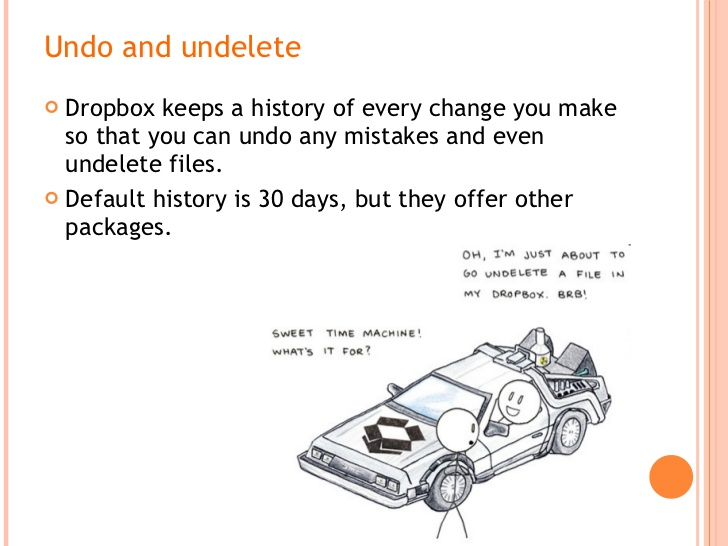 Undo and undelete
Dropbox keeps a history of every change you make
so that you can undo any mistakes and even
undelete files.
Default history is 30 days, but they offer other
packages.
OH, I'M JUST ABOUT TO
GO UNDELETE A FILE IN
MY DROPBOX. BRB!
SWEET TIME MACHINE!
WHAT'S IT FOR?